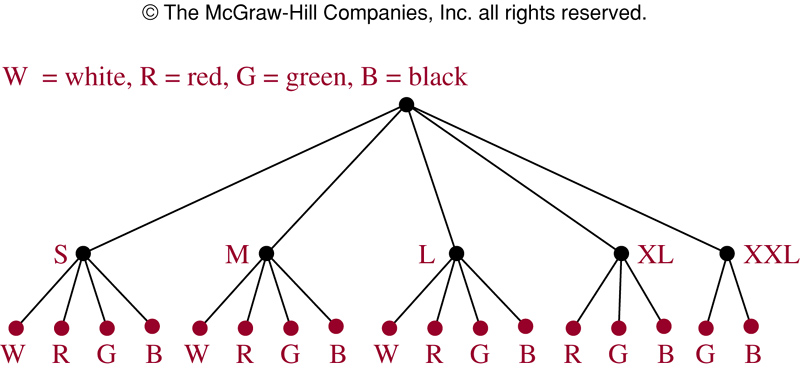 © The McGraw-Hill Companies, Inc. all rights reserved.
W = white, R = red, G = green, B = black
S M L XL XXL
W R G B W R G B W R G B R G B G B